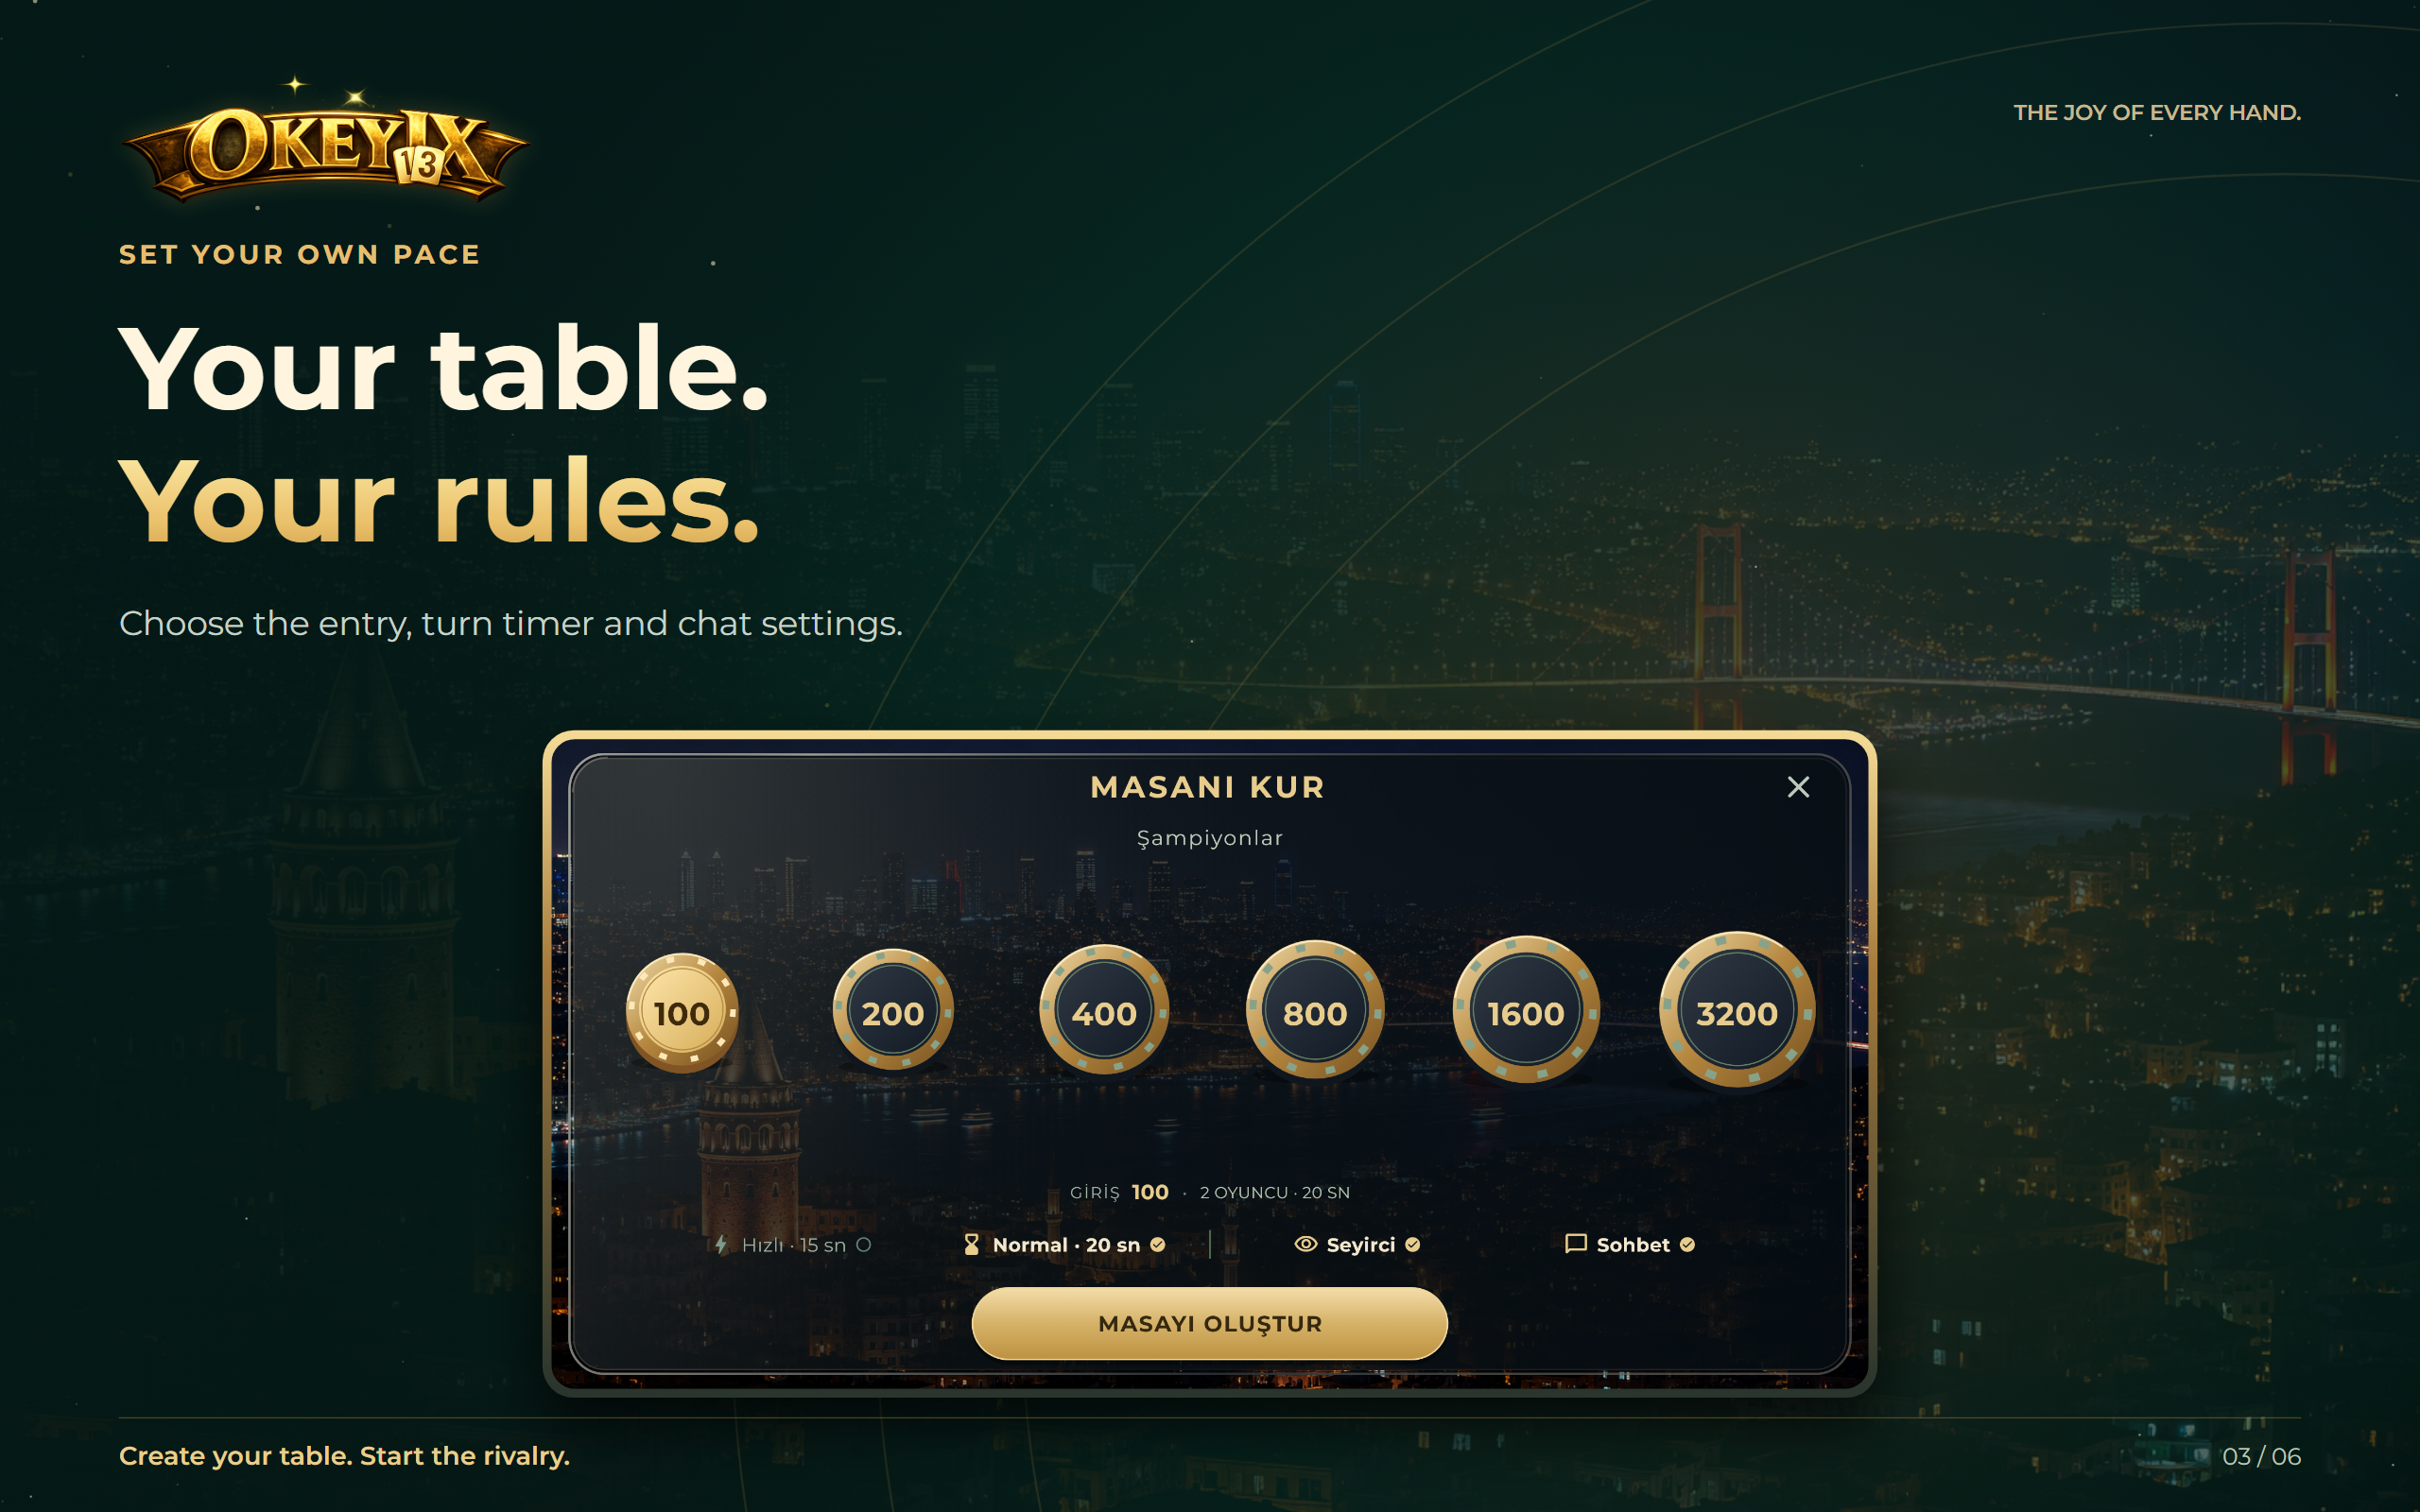 OKEYIX
13
THE JOY OF EVERY HAND.
SET YOUR OWN PACE
Your table.
Your rules.
Choose the entry, turn timer and chat settings.
MASANI KUR
Şampiyonlar
100 200 400 800 1600 3200
GİRİŞ 100 · 2 OYUNCU · 20 SN
Hızlı · 15 sn Normal · 20 sn Seyirci Sohbet
MASAYI OLUŞTUR
Create your table. Start the rivalry.
03 / 06